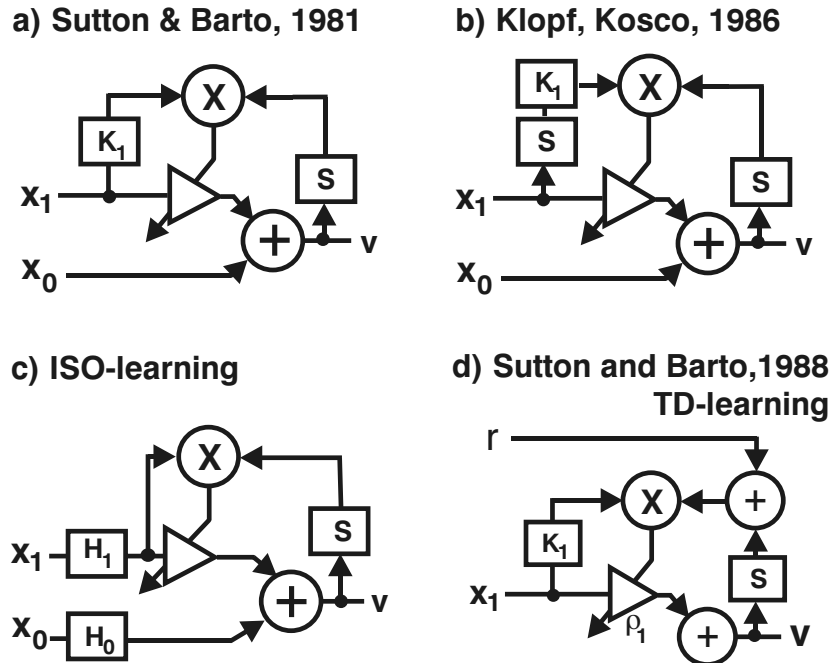 a) Sutton & Barto, 1981
X
K1
S
x1
+
v
x0
b) Klopf, Kosco, 1986
K1
X
S
S
x1
+
v
x0
c) ISO-learning
X
S
x1
H1
+
v
x0
H0
d) Sutton and Barto,1988
TD-learning
r
X
+
K1
S
x1
ρ1
+
v